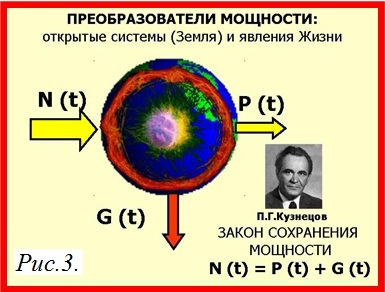 ПРЕОБРАЗОВАТЕЛИ МОЩНОСТИ:
открытые системы (Земля) и явления Жизни
N (t)
P (t)
G (t)
П.Г.Кузнецов
ЗАКОН СОХРАНЕНИЯ
МОЩНОСТИ
N (t) = P (t) + G (t)
Рис.3.